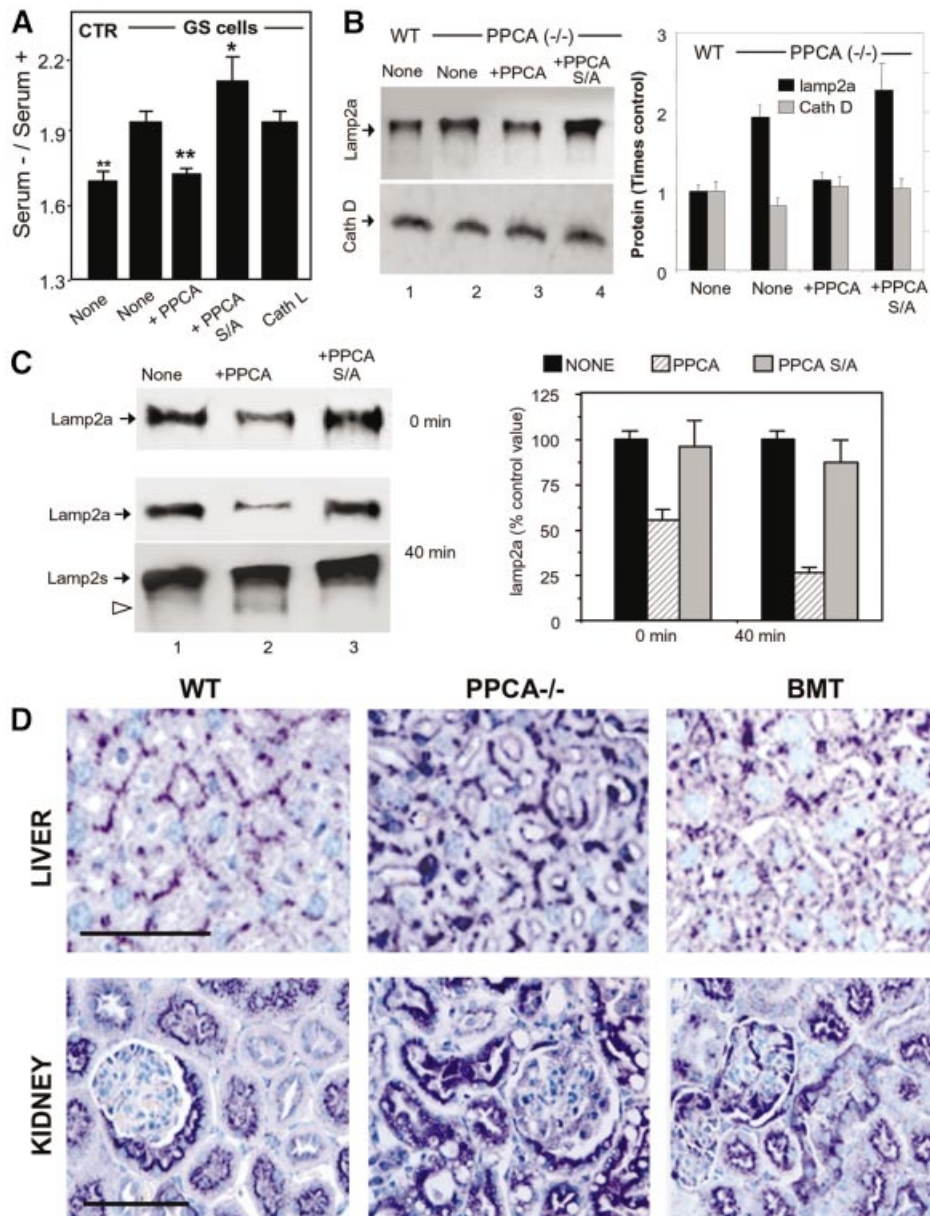 A
CTR
GS cells
Serum - / Serum +
2.2
1.9
1.6
1.3
**
**
*
None
None
+ PPCA
+ PPCA S/A
Cath L
B
WT
PPCA (-/-)
None
None
+PPCA
+PPCA S/A
Lamp2a
Cath D
1 2 3 4
WT
PPCA (-/-)
lamp2a
Cath D
Protein (Times control)
3
2
1
0
None
None
+PPCA
+PPCA S/A
C
None
+PPCA
+PPCA S/A
Lamp2a
0 min
Lamp2a
40 min
Lamp2s
1 2 3
NONE
PPCA
PPCA S/A
lamp2a (% control value)
125
100
75
50
25
0
0 min
40 min
D
WT
PPCA-/-
BMT
LIVER
KIDNEY